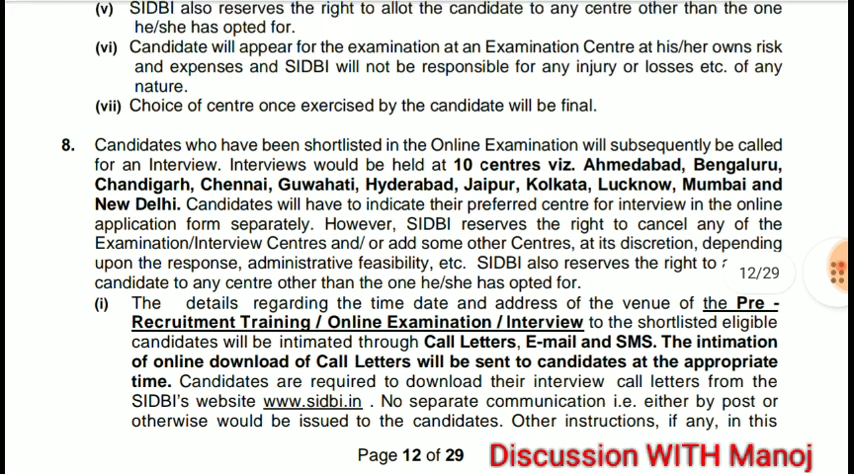 (v) SIDBI also reserves the right to allot the candidate to any centre other than the one
he/she has opted for.
(vi) Candidate will appear for the examination at an Examination Centre at his/her owns risk
and expenses and SIDBI will not be responsible for any injury or losses etc. of any
nature.
(vii) Choice of centre once exercised by the candidate will be final.
8. Candidates who have been shortlisted in the Online Examination will subsequently be called
for an Interview. Interviews would be held at 10 centres viz. Ahmedabad, Bengaluru,
Chandigarh, Chennai, Guwahati, Hyderabad, Jaipur, Kolkata, Lucknow, Mumbai and
New Delhi. Candidates will have to indicate their preferred centre for interview in the online
application form separately. However, SIDBI reserves the right to cancel any of the
Examination/Interview Centres and/ or add some other Centres, at its discretion, depending
upon the response, administrative feasibility, etc. SIDBI also reserves the right to
12/29
candidate to any centre other than the one he/she has opted for.
(i) The details regarding the time date and address of the venue of the Pre -
Recruitment Training / Online Examination / Interview to the shortlisted eligible
candidates will be intimated through Call Letters, E-mail and SMS. The intimation
of online download of Call Letters will be sent to candidates at the appropriate
time. Candidates are required to download their interview call letters from the
SIDBI's website www.sidbi.in . No separate communication i.e. either by post or
otherwise would be issued to the candidates. Other instructions, if any, in this
Page 12 of 29
Discussion WITH Manoj